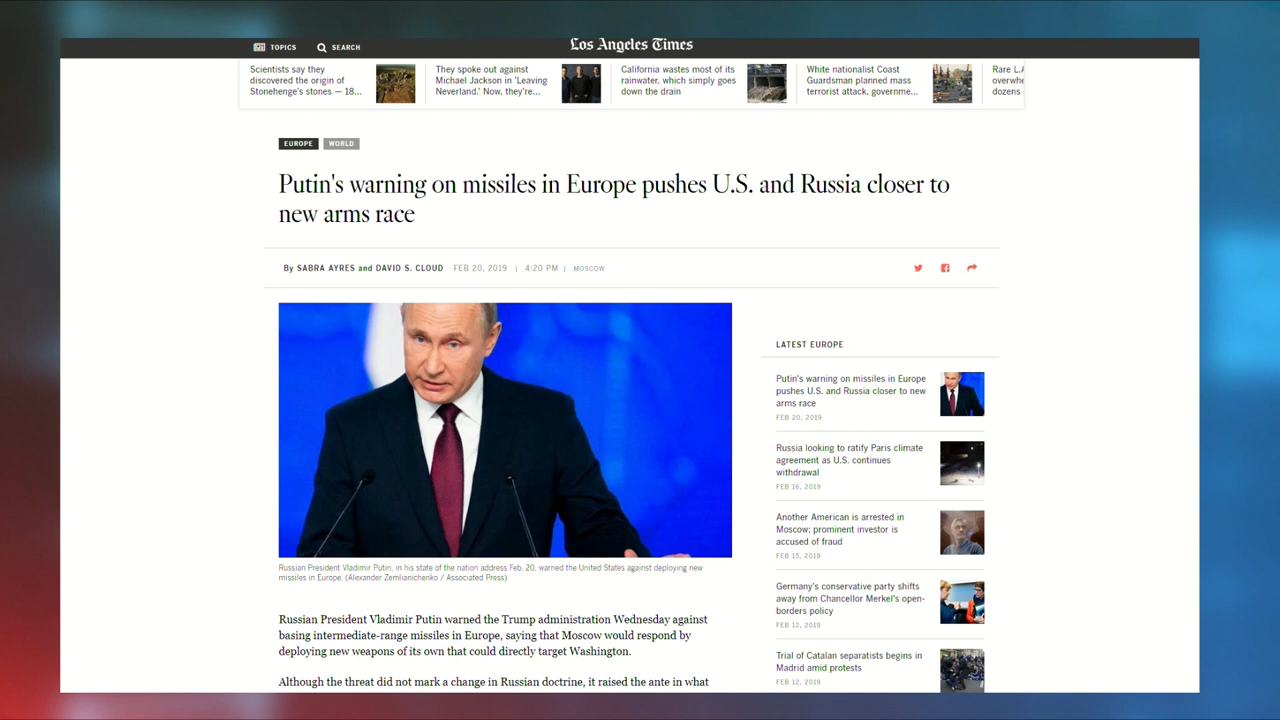 TOPICS
SEARCH
Los Angeles Times
Scientists say they
discovered the origin of
Stonehenge's stones — 18...
They spoke out against
Michael Jackson in 'Leaving
Neverland.' Now, they're...
California wastes most of its
rainwater, which simply goes
down the drain
White nationalist Coast
Guardsman planned mass
terrorist attack, governme...
Rare L.A
overwhe
dozens
EUROPE
WORLD
Putin's warning on missiles in Europe pushes U.S. and Russia closer to
new arms race
By SABRA AYRES and DAVID S. CLOUD
FEB 20, 2019 | 4:20 PM | MOSCOW
Russian President Vladimir Putin, in his state of the nation address Feb. 20, warned the United States against deploying new
missiles in Europe. (Alexander Zemlianichenko / Associated Press)
Russian President Vladimir Putin warned the Trump administration Wednesday against
basing intermediate-range missiles in Europe, saying that Moscow would respond by
deploying new weapons of its own that could directly target Washington.
Although the threat did not mark a change in Russian doctrine, it raised the ante in what
LATEST EUROPE
Putin's warning on missiles in Europe
pushes U.S. and Russia closer to new
arms race
FEB 20, 2019
Russia looking to ratify Paris climate
agreement as U.S. continues
withdrawal
FEB 16, 2019
Another American is arrested in
Moscow; prominent investor is
accused of fraud
FEB 15, 2019
Germany's conservative party shifts
away from Chancellor Merkel's open-
borders policy
FEB 12, 2019
Trial of Catalan separatists begins in
Madrid amid protests
FEB 12, 2019